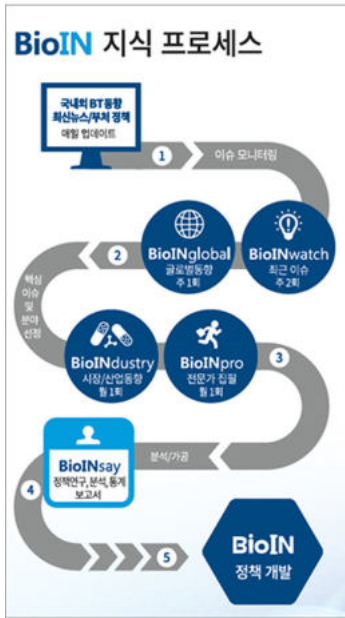 BioIN 지식 프로세스
국내외 BT동향
최신뉴스/부처 정책
매일 업데이트
1
이슈 모니터링
2
BioINglobal
글로벌동향
주 1회
BioINwatch
최근 이슈
주 2회
핵심
이슈
및
분야
선정
BioINdustry
시장/산업동향
월 1회
BioINpro
전문가 집필
월 1회
3
BioINsay
정책연구, 분석, 통계
보고서
분석/가공
4
5
BioIN
정책 개발